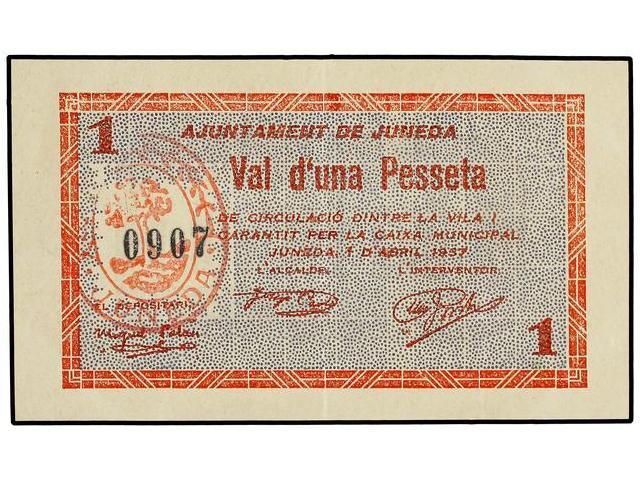 1
AJUNTAMENT DE JUNEDA
Val d'una Pesseta
DE CIRCULACIÓ DINTRE LA VILA I
GARANTIT PER LA CAIXA MUNICIPAL
JUNEDA, 1 D'ABRIL 1937
0907
L'ALCALDE, L'INTERVENTOR,
JUNEDA
DEPOSITARI,
1